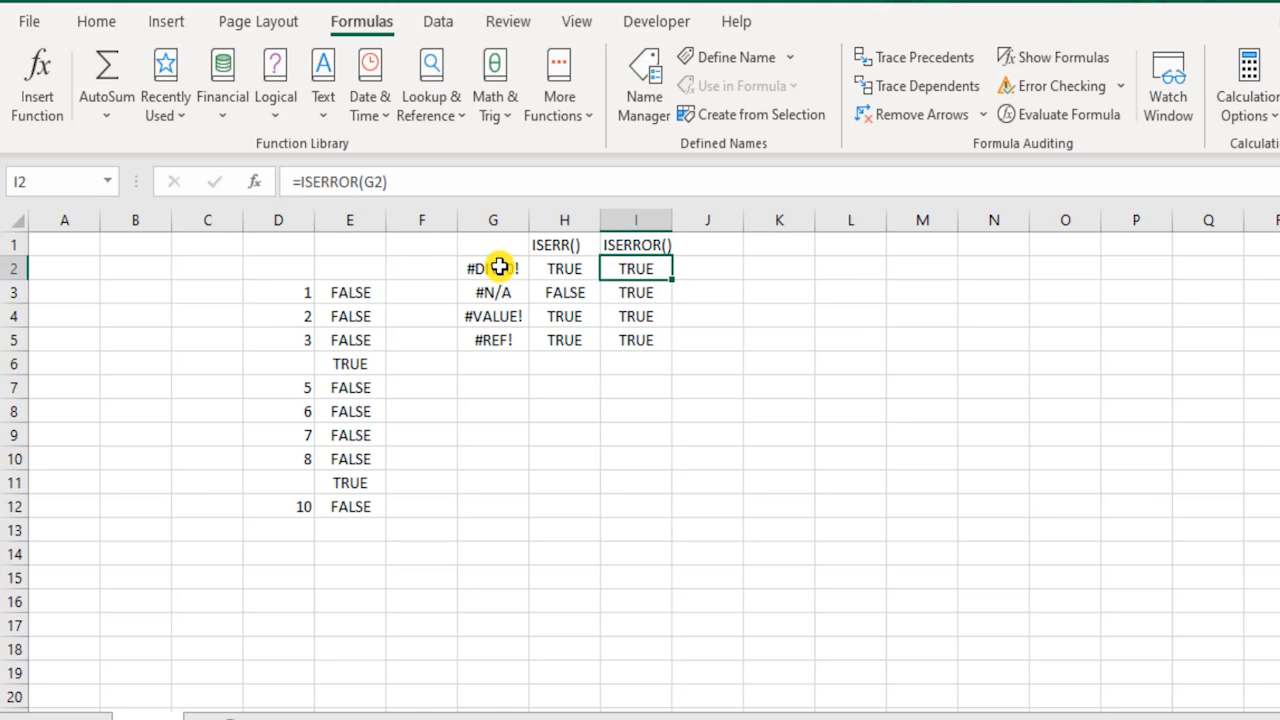 File Home Insert Page Layout Formulas Data Review View Developer Help
fx Σ ? A θ
Insert Function
AutoSum
Recently Used
Financial
Logical
Text
Date & Time
Lookup & Reference
Math & Trig
More Functions
Function Library
Name Manager
Define Name
Use in Formula
Create from Selection
Defined Names
Trace Precedents
Trace Dependents
Remove Arrows
fx Show Formulas
Error Checking
fx Evaluate Formula
Formula Auditing
Watch Window
Calculation Options
I2 fx =ISERROR(G2)
A B C D E F G H I J K L M N O P Q
1 ISERR() ISERROR()
2 TRUE TRUE
3 1 FALSE #N/A FALSE TRUE
4 2 FALSE #VALUE! TRUE TRUE
5 3 FALSE #REF! TRUE TRUE
6 TRUE
7 5 FALSE
8 6 FALSE
9 7 FALSE
10 8 FALSE
11 TRUE
12 10 FALSE
13
14
15
16
17
18
19
20